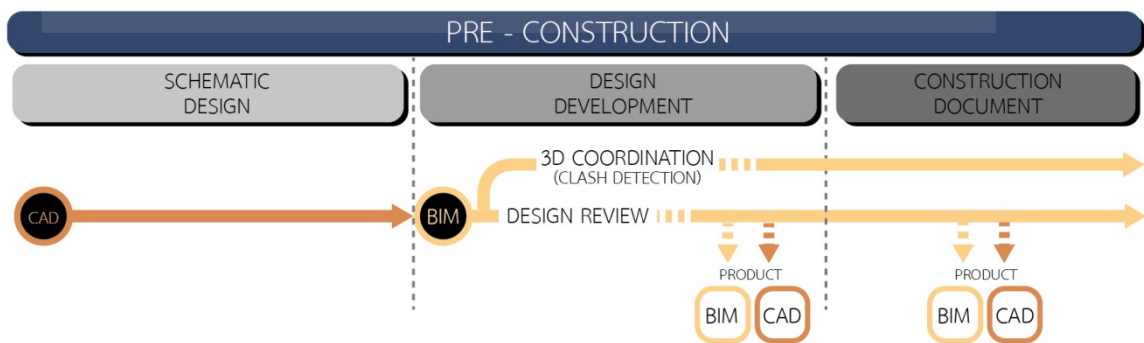 PRE - CONSTRUCTION
SCHEMATIC
DESIGN
DESIGN
DEVELOPMENT
CONSTRUCTION
DOCUMENT
3D COORDINATION
(CLASH DETECTION)
CAD
BIM
DESIGN REVIEW
PRODUCT
BIM
CAD
PRODUCT
BIM
CAD